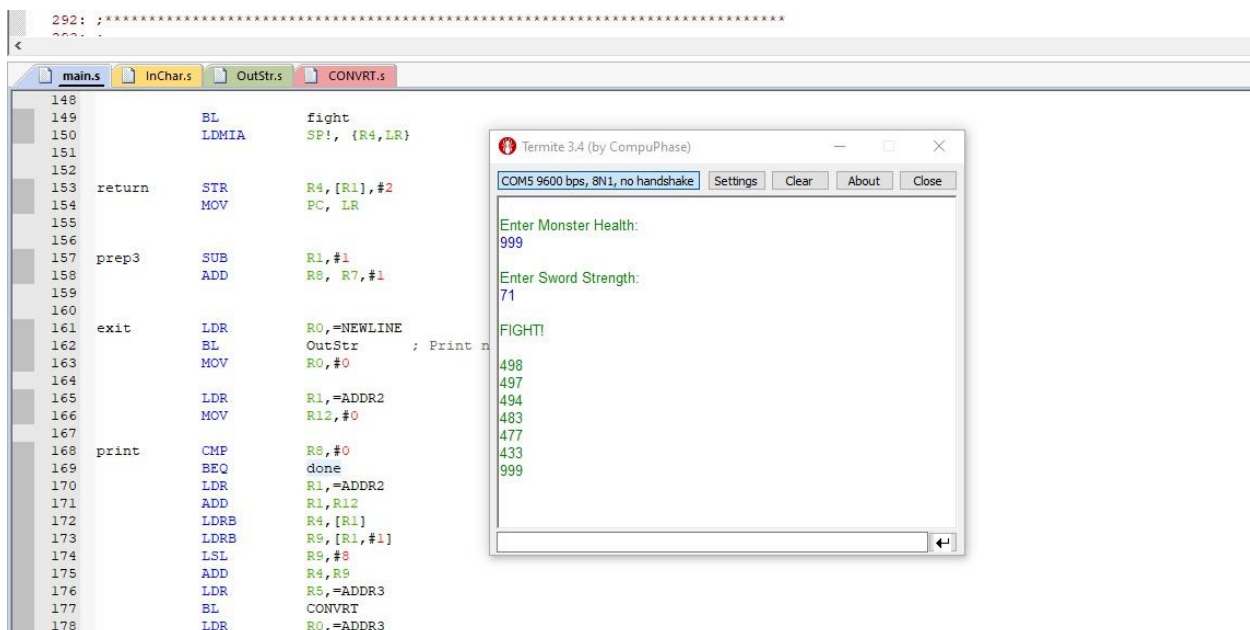 292: ;*****************************************************************************
main.s InChar.s OutStr.s CONVRT.s
148
149 BL fight
150 LDMIA SP!, {R4,LR}
151
152
153 return STR R4,[R1],#2
154 MOV PC, LR
155
156
157 prep3 SUB R1,#1
158 ADD R8, R7,#1
159
160
161 exit LDR R0,=NEWLINE
162 BL OutStr ; Print n
163 MOV R0,#0
164
165 LDR R1,=ADDR2
166 MOV R12,#0
167
168 print CMP R8,#0
169 BEQ done
170 LDR R1,=ADDR2
171 ADD R1,R12
172 LDRB R4,[R1]
173 LDRB R9,[R1,#1]
174 LSL R9,#8
175 ADD R4,R9
176 LDR R5,=ADDR3
177 BL CONVRT
178 LDR R0,=ADDR3
Termite 3.4 (by CompuPhase)
COM5 9600 bps, 8N1, no handshake Settings Clear About Close
Enter Monster Health:
999
Enter Sword Strength:
71
FIGHT!
498
497
494
483
477
433
999